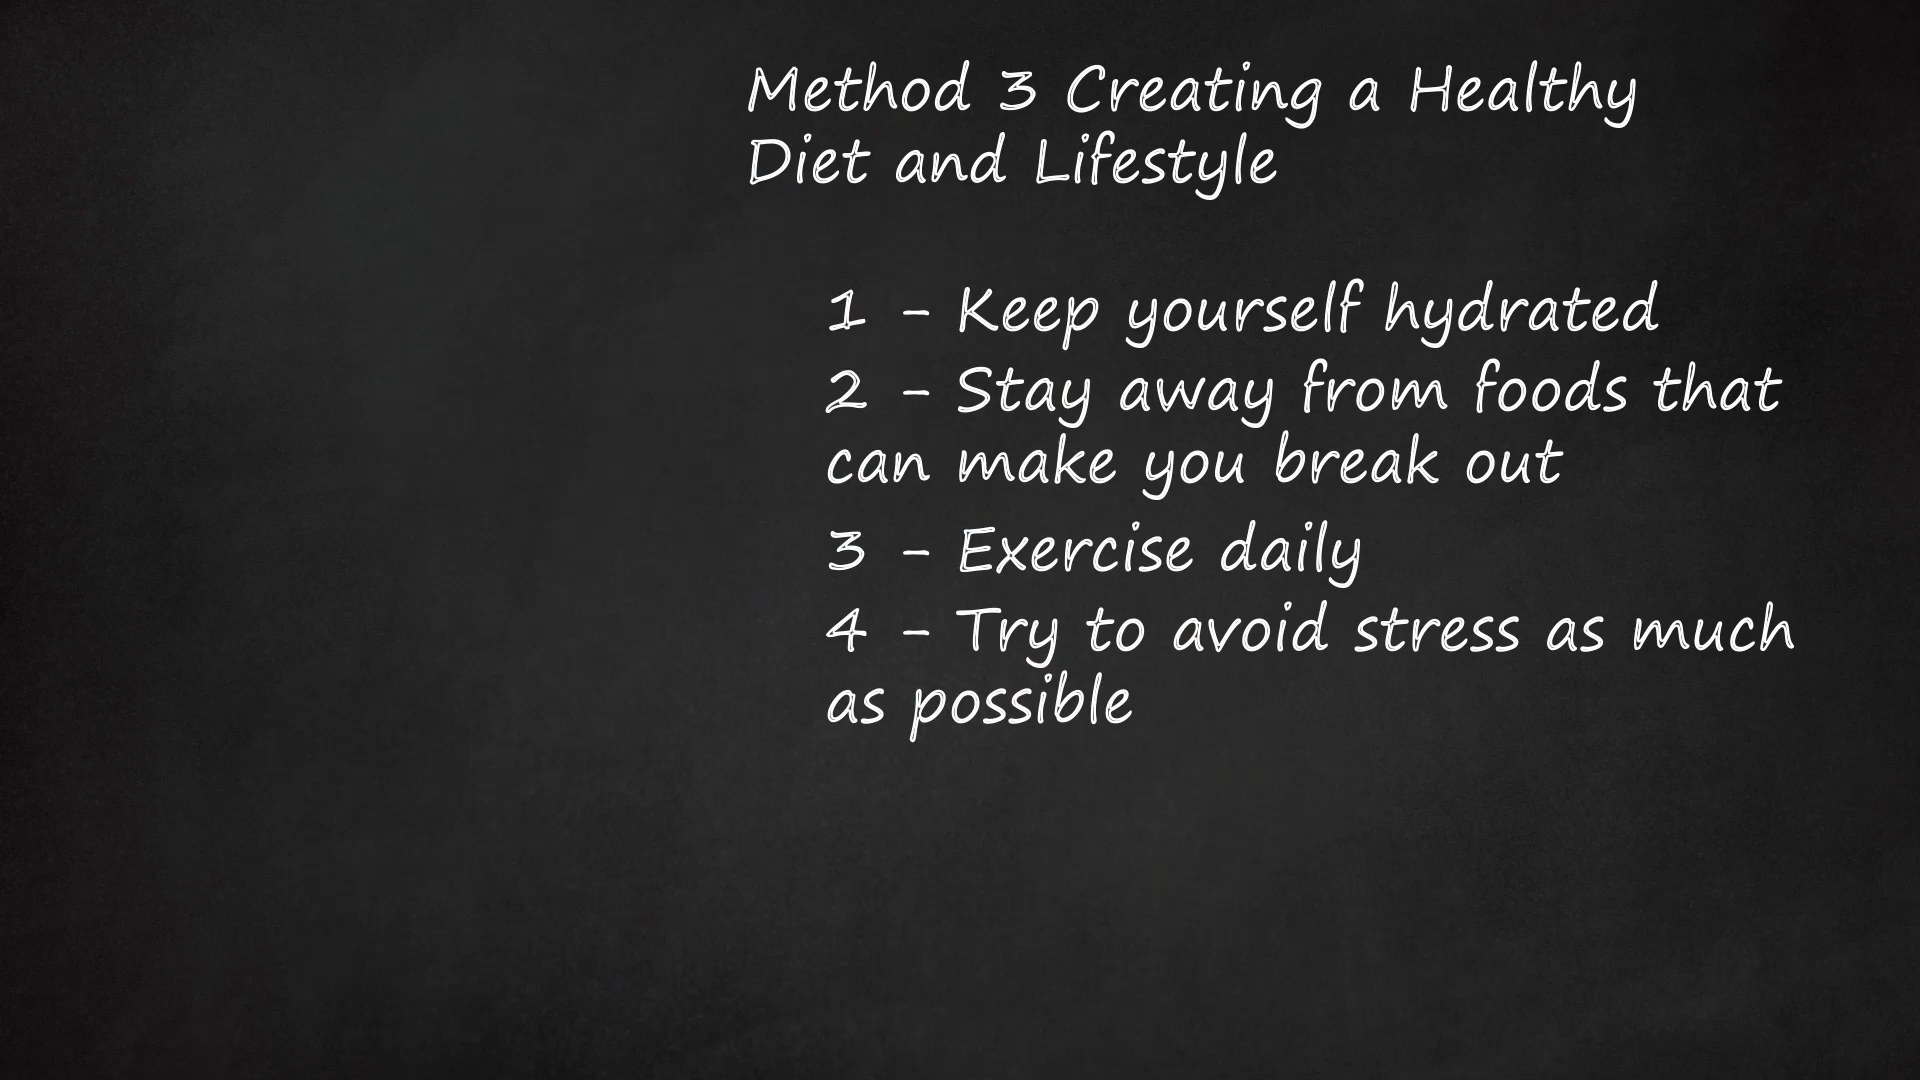 Method 3 Creating a Healthy
Diet and Lifestyle
1 - Keep yourself hydrated
2 - Stay away from foods that
can make you break out
3 - Exercise daily
4 - Try to avoid stress as much
as possible